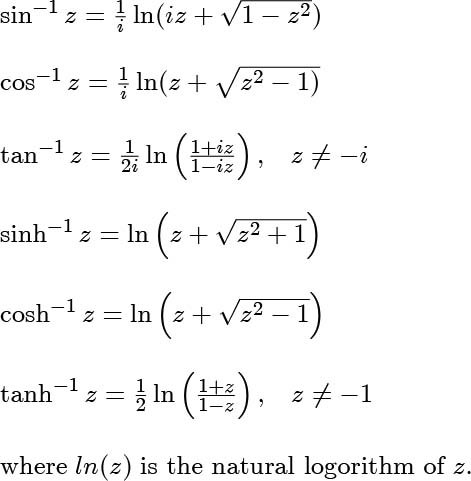 sin⁻¹ z = 1/i ln(iz + √(1 − z²))
cos⁻¹ z = 1/i ln(z + √(z² − 1))
tan⁻¹ z = 1/2i ln((1+iz)/(1−iz)), z ≠ −i
sinh⁻¹ z = ln(z + √(z² + 1))
cosh⁻¹ z = ln(z + √(z² − 1))
tanh⁻¹ z = 1/2 ln((1+z)/(1−z)), z ≠ −1
where ln(z) is the natural logorithm of z.